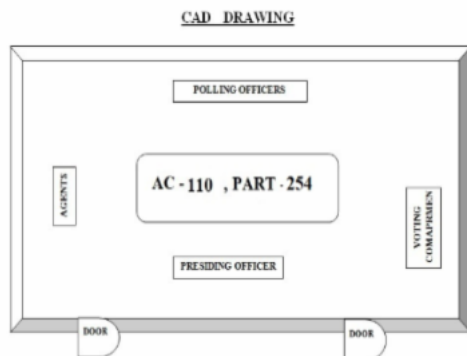 CAD DRAWING
POLLING OFFICERS
AGENTS
AC - 110 , PART - 254
VOTING
COMAPRMEN
PRESIDING OFFICER
DOOR
DOOR